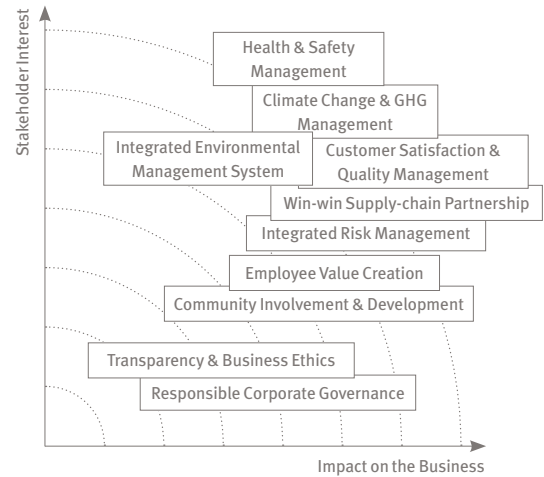 Stakeholder Interest
Health & Safety
Management
Climate Change & GHG
Management
Integrated Environmental
Management System
Customer Satisfaction &
Quality Management
Win-win Supply-chain Partnership
Integrated Risk Management
Employee Value Creation
Community Involvement & Development
Transparency & Business Ethics
Responsible Corporate Governance
Impact on the Business